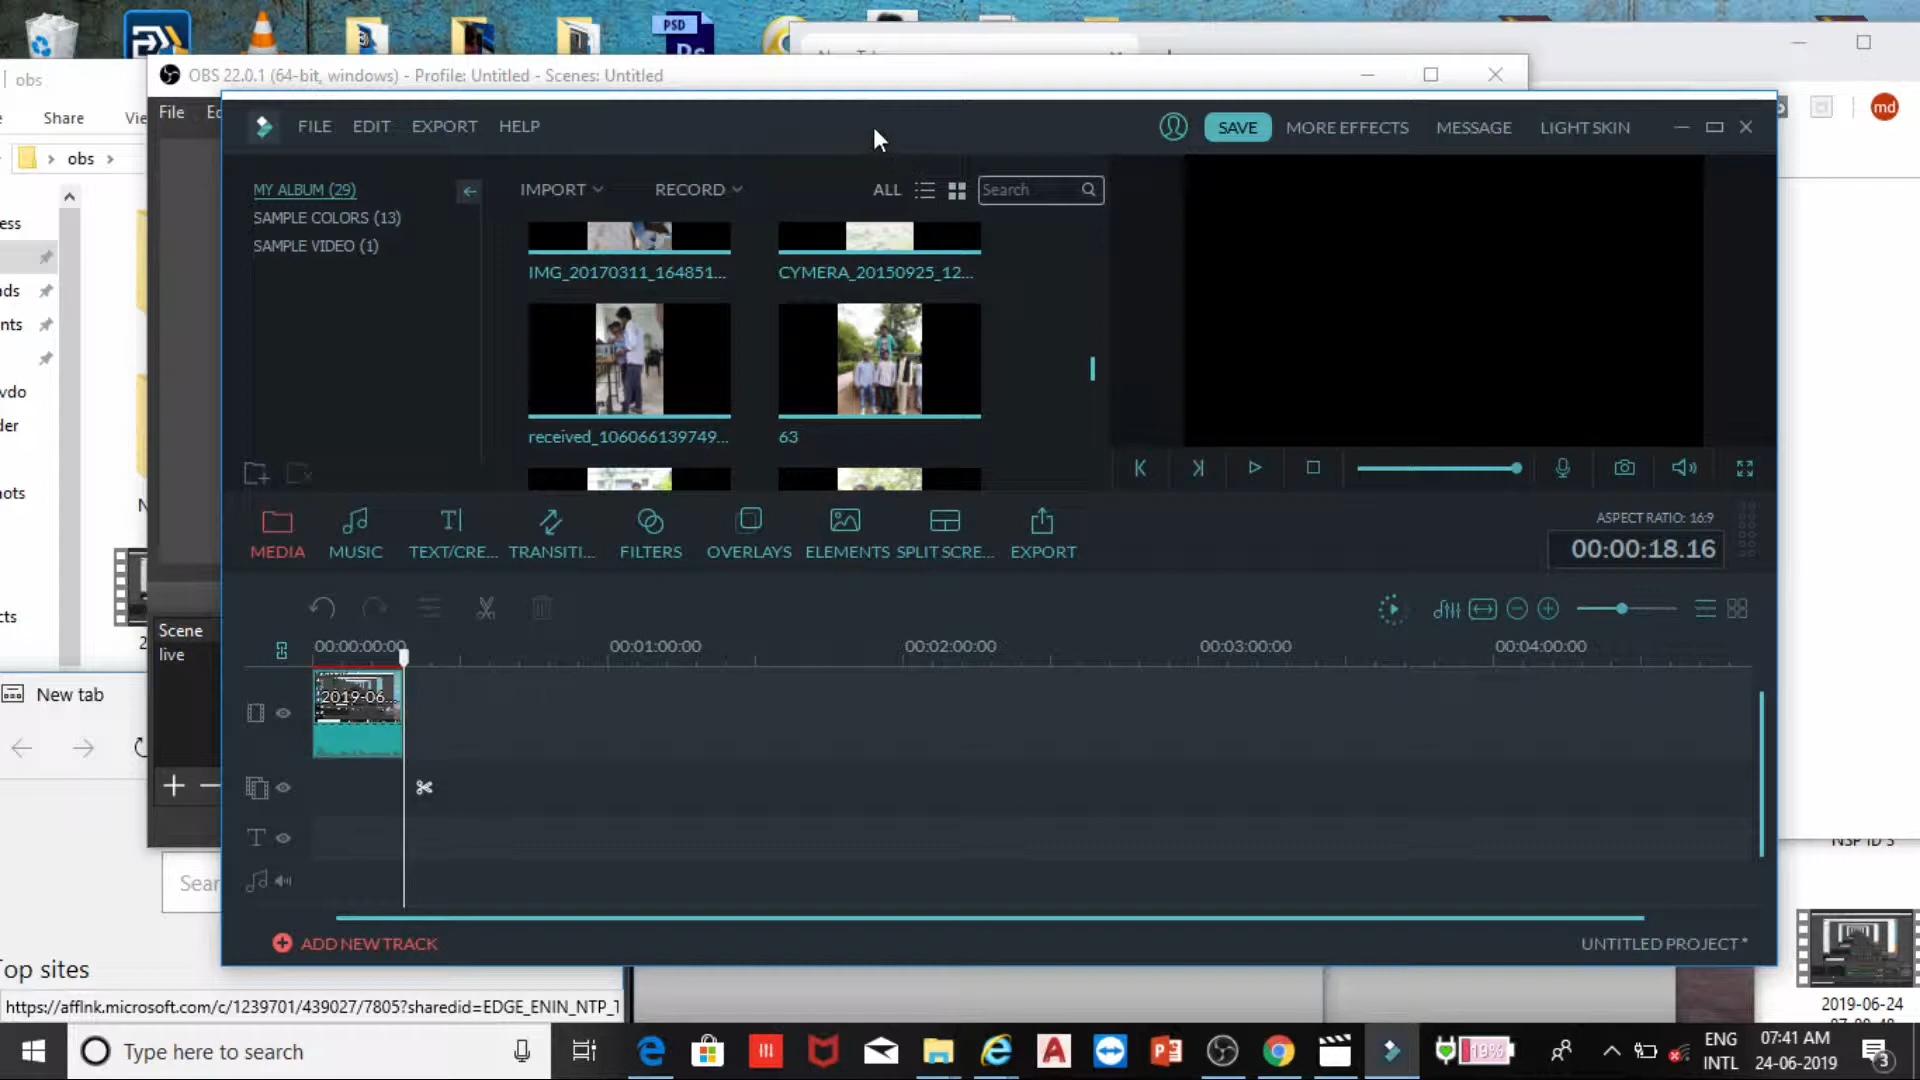 PSD
obs
OBS 22.0.1 (64-bit, windows) - Profile: Untitled - Scenes: Untitled
File
Share
md
FILE EDIT EXPORT HELP
SAVE MORE EFFECTS MESSAGE LIGHT SKIN
obs
MY ALBUM (29)
SAMPLE COLORS (13)
SAMPLE VIDEO (1)
IMPORT RECORD ALL Search
IMG_20170311_164851... CYMERA_20150925_12...
received_106066139749... 63
MEDIA MUSIC TEXT/CRE... TRANSITI... FILTERS OVERLAYS ELEMENTS SPLIT SCRE... EXPORT
ASPECT RATIO: 16:9
00:00:18.16
Scene
live
00:00:00:00 00:01:00:00 00:02:00:00 00:03:00:00 00:04:00:00
2019-06...
New tab
ADD NEW TRACK
UNTITLED PROJECT*
Top sites
https://afflnk.microsoft.com/c/1239701/439027/7805?sharedid=EDGE_ENIN_NTP_T
2019-06-24
Type here to search
19%
ENG
INTL
07:41 AM
24-06-2019
3